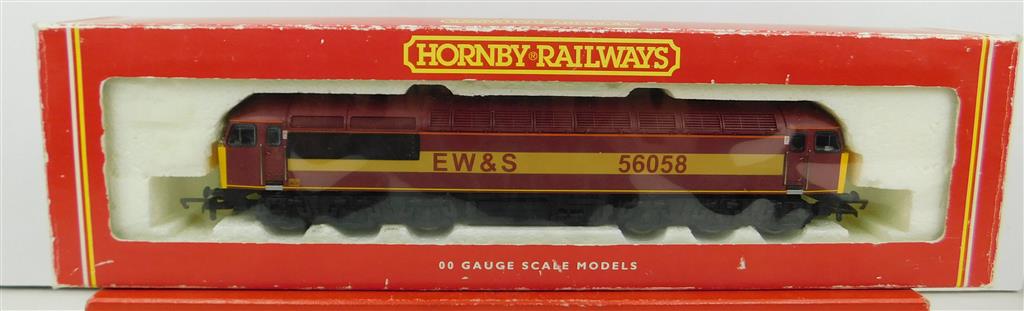 HORNBY® RAILWAYS
EW&S 56058
00 GAUGE SCALE MODELS